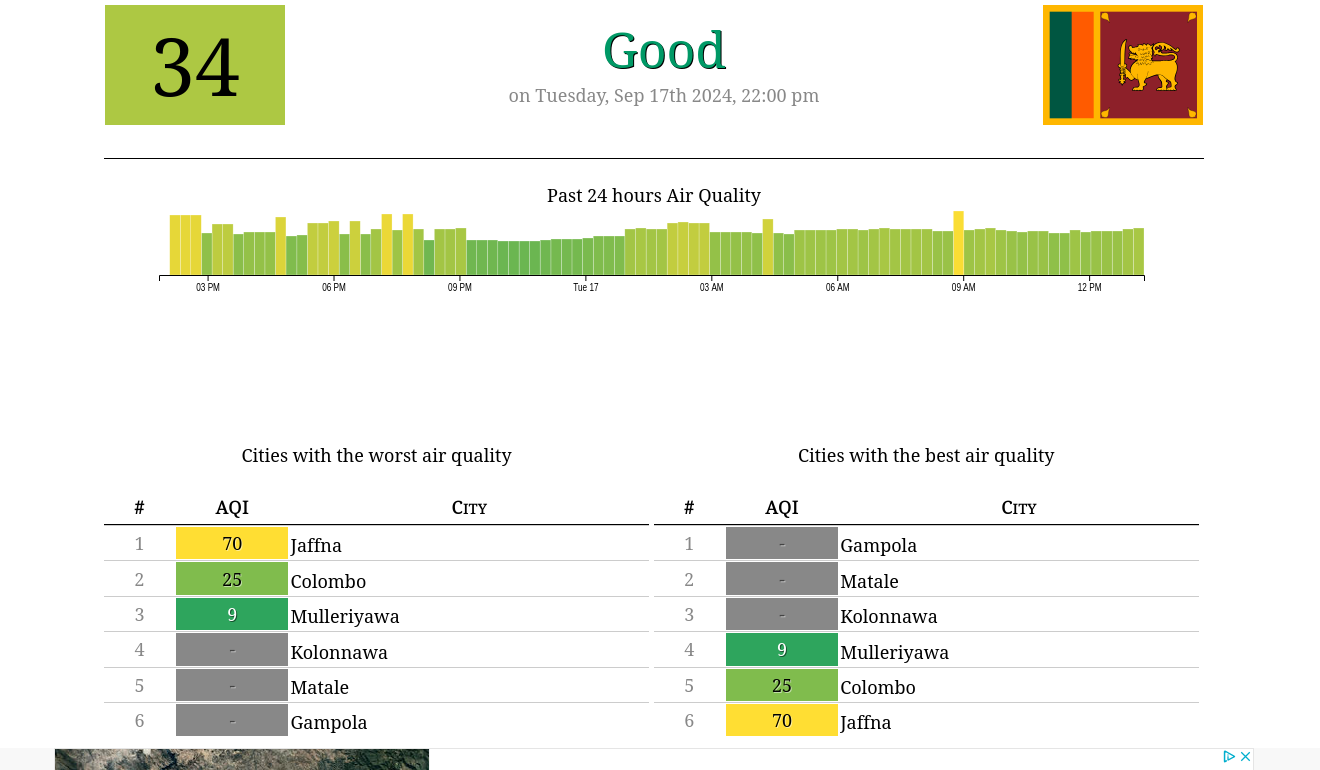 34
Good
on Tuesday, Sep 17th 2024, 22:00 pm
Past 24 hours Air Quality
03 PM 06 PM 09 PM Tue 17 03 AM 06 AM 09 AM 12 PM
Cities with the worst air quality
# AQI City
1 70 Jaffna
2 25 Colombo
3 9 Mulleriyawa
4 - Kolonnawa
5 - Matale
6 - Gampola
Cities with the best air quality
# AQI City
1 - Gampola
2 - Matale
3 - Kolonnawa
4 9 Mulleriyawa
5 25 Colombo
6 70 Jaffna